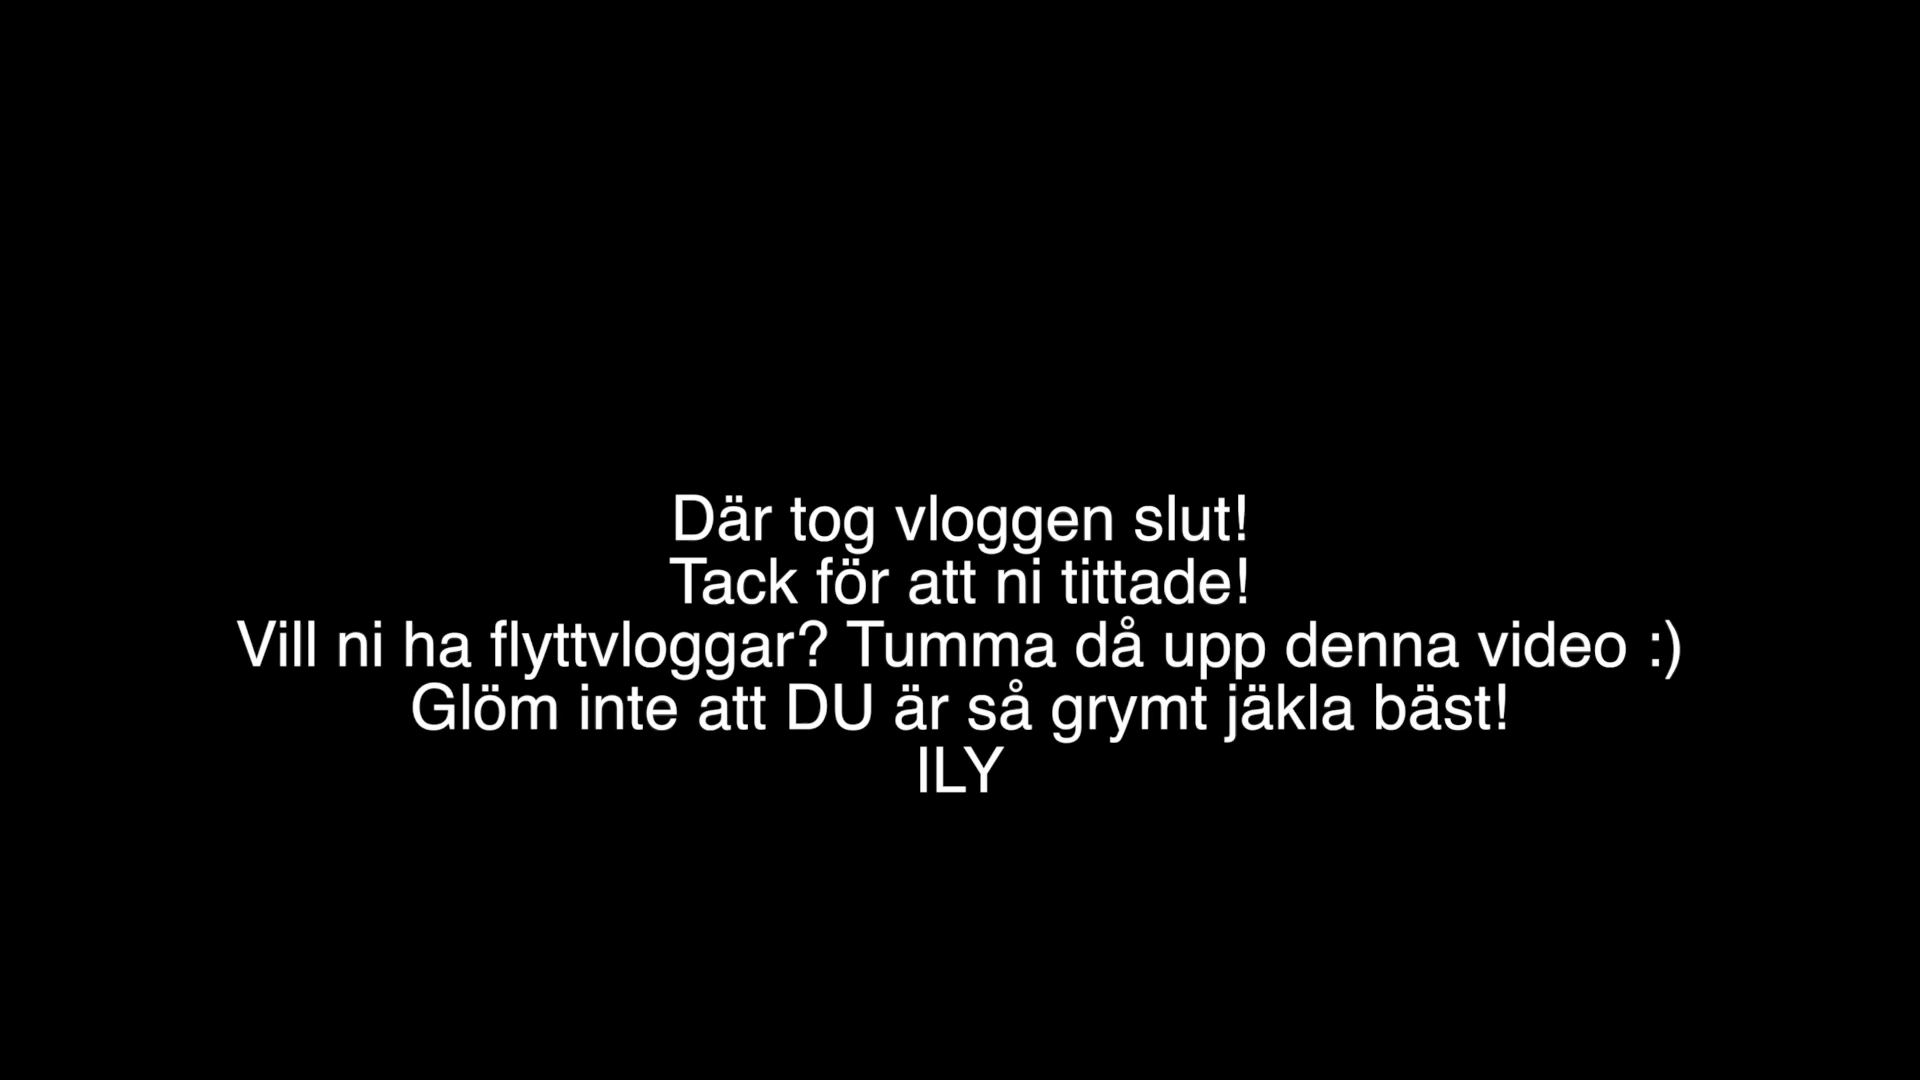 Där tog vloggen slut!
Tack för att ni tittade!
Vill ni ha flyttvloggar? Tumma då upp denna video :)
Glöm inte att DU är så grymt jäkla bäst!
ILY